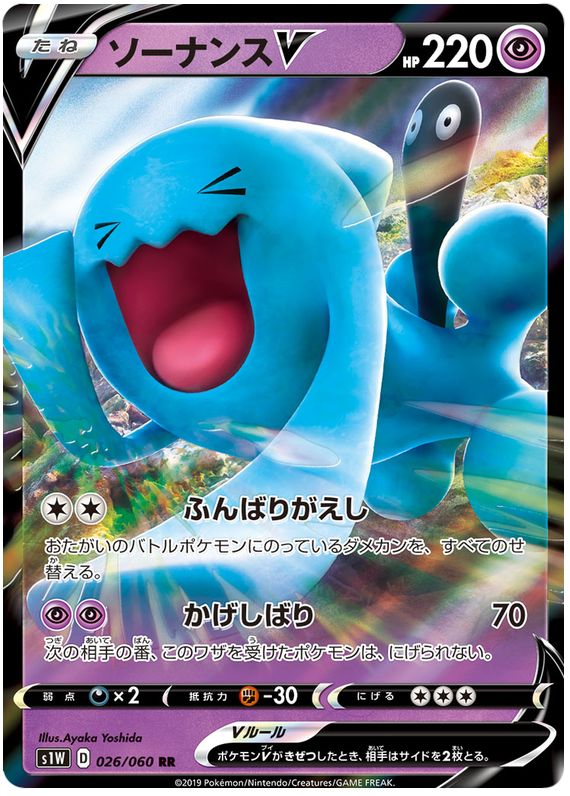 たね ソーナンスV HP220
ふんばりがえし
おたがいのバトルポケモンにのっているダメカンを、すべてのせ
替える。
かげしばり 70
次の相手の番、このワザを受けたポケモンは、にげられない。
弱点 ×2 抵抗力 -30 にげる
Illus.Ayaka Yoshida
Vルール
ポケモンVがきぜつしたとき、相手はサイドを2枚とる。
s1W D 026/060 RR
©2019 Pokémon/Nintendo/Creatures/GAME FREAK.